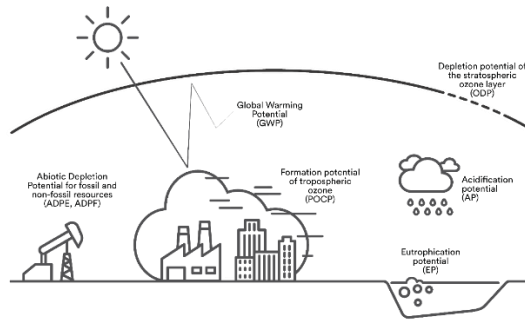 Depletion potential of
the stratospheric
ozone layer
(ODP)
Global Warming
Potential
(GWP)
Abiotic Depletion
Potential for fossil and
non-fossil resources
(ADPE, ADPF)
Formation potential
of tropospheric
ozone
(POCP)
Acidification
potential
(AP)
Eutrophication
potential
(EP)